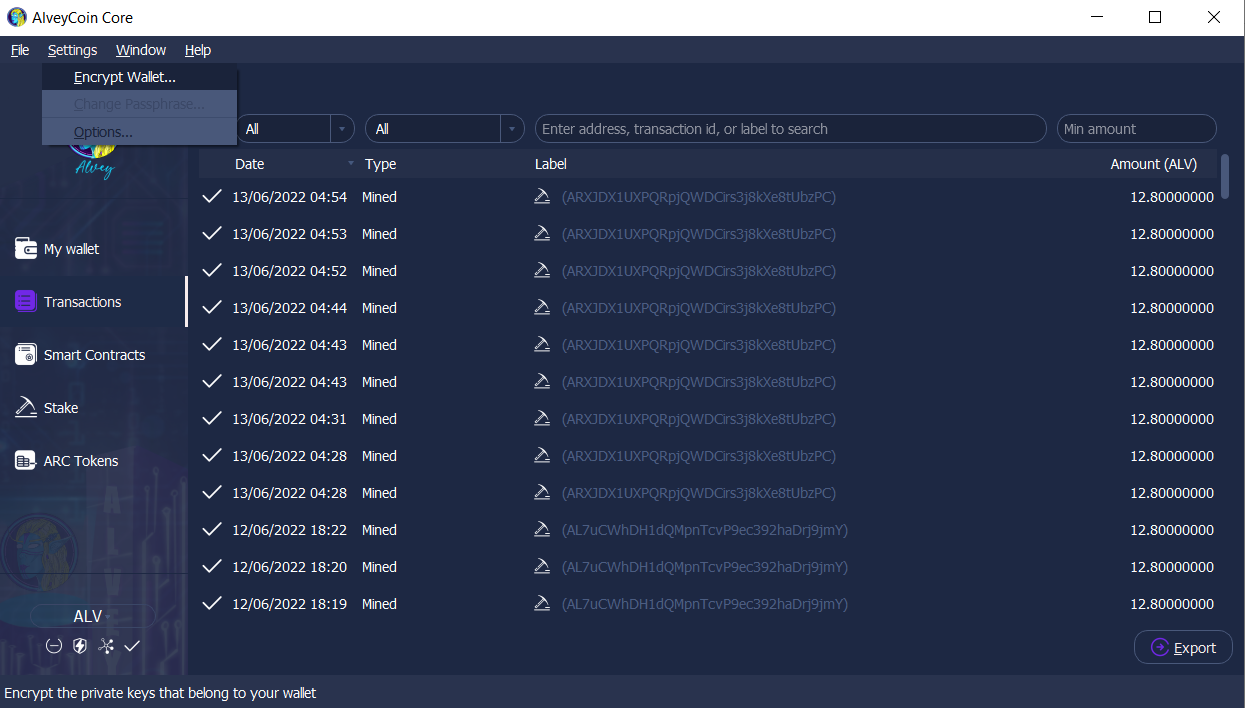 AlveyCoin Core
File Settings Window Help
Encrypt Wallet...
Change Passphrase...
Options...
Alvey
All All Enter address, transaction id, or label to search Min amount
Date Type Label Amount (ALV)
13/06/2022 04:54 Mined (ARXJDX1UXPQRpjQWDCirs3j8kXe8tUbzPC) 12.80000000
13/06/2022 04:53 Mined (ARXJDX1UXPQRpjQWDCirs3j8kXe8tUbzPC) 12.80000000
13/06/2022 04:52 Mined (ARXJDX1UXPQRpjQWDCirs3j8kXe8tUbzPC) 12.80000000
13/06/2022 04:44 Mined (ARXJDX1UXPQRpjQWDCirs3j8kXe8tUbzPC) 12.80000000
13/06/2022 04:43 Mined (ARXJDX1UXPQRpjQWDCirs3j8kXe8tUbzPC) 12.80000000
13/06/2022 04:43 Mined (ARXJDX1UXPQRpjQWDCirs3j8kXe8tUbzPC) 12.80000000
13/06/2022 04:31 Mined (ARXJDX1UXPQRpjQWDCirs3j8kXe8tUbzPC) 12.80000000
13/06/2022 04:28 Mined (ARXJDX1UXPQRpjQWDCirs3j8kXe8tUbzPC) 12.80000000
13/06/2022 04:28 Mined (ARXJDX1UXPQRpjQWDCirs3j8kXe8tUbzPC) 12.80000000
12/06/2022 18:22 Mined (AL7uCWhDH1dQMpnTcvP9ec392haDrj9jmY) 12.80000000
12/06/2022 18:20 Mined (AL7uCWhDH1dQMpnTcvP9ec392haDrj9jmY) 12.80000000
12/06/2022 18:19 Mined (AL7uCWhDH1dQMpnTcvP9ec392haDrj9jmY) 12.80000000
My wallet
Transactions
Smart Contracts
Stake
ARC Tokens
ALVEY
ALV
Export
Encrypt the private keys that belong to your wallet